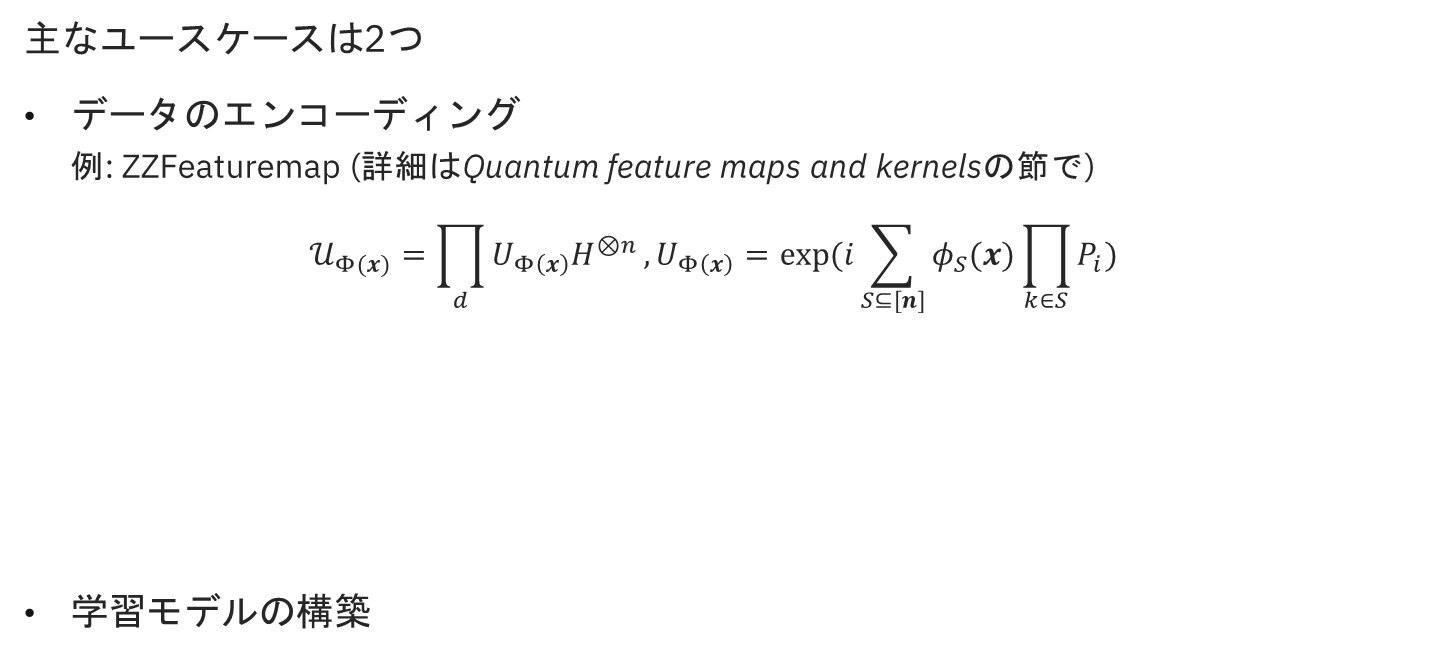 主なユースケースは2つ
• データのエンコーディング
例: ZZFeaturemap (詳細はQuantum feature maps and kernelsの節で)
𝒰_Φ(𝒙) = ∏_d U_Φ(𝒙) H^⊗n , U_Φ(𝒙) = exp(i ∑_{S⊆[𝒏]} ϕ_S(𝒙) ∏_{k∈S} P_i)
• 学習モデルの構築